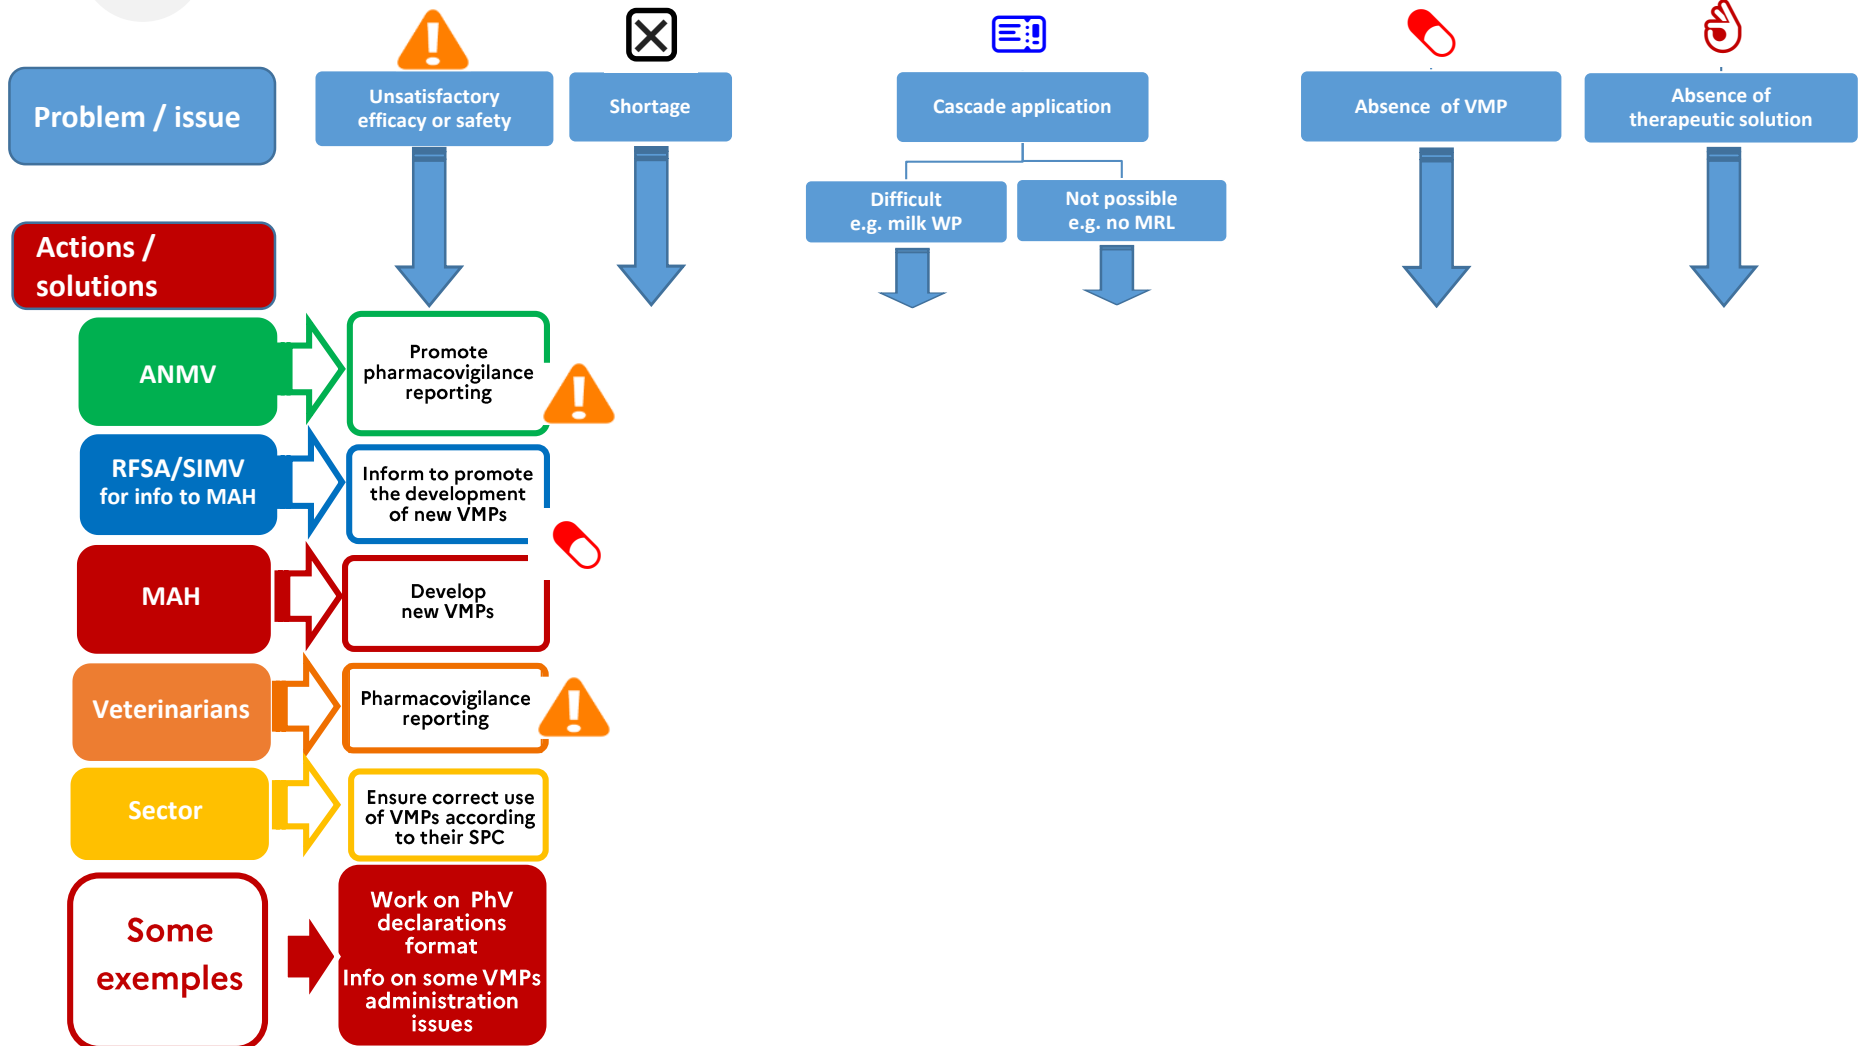 Problem / issue
Unsatisfactory
efficacy or safety
Shortage
Cascade application
Absence of VMP
Absence of
therapeutic solution
Difficult
e.g. milk WP
Not possible
e.g. no MRL
Actions /
solutions
ANMV
Promote
pharmacovigilance
reporting
RFSA/SIMV
for info to MAH
Inform to promote
the development
of new VMPs
MAH
Develop
new VMPs
Veterinarians
Pharmacovigilance
reporting
Sector
Ensure correct use
of VMPs according
to their SPC
Some
exemples
Work on PhV
declarations
format
Info on some VMPs
administration
issues